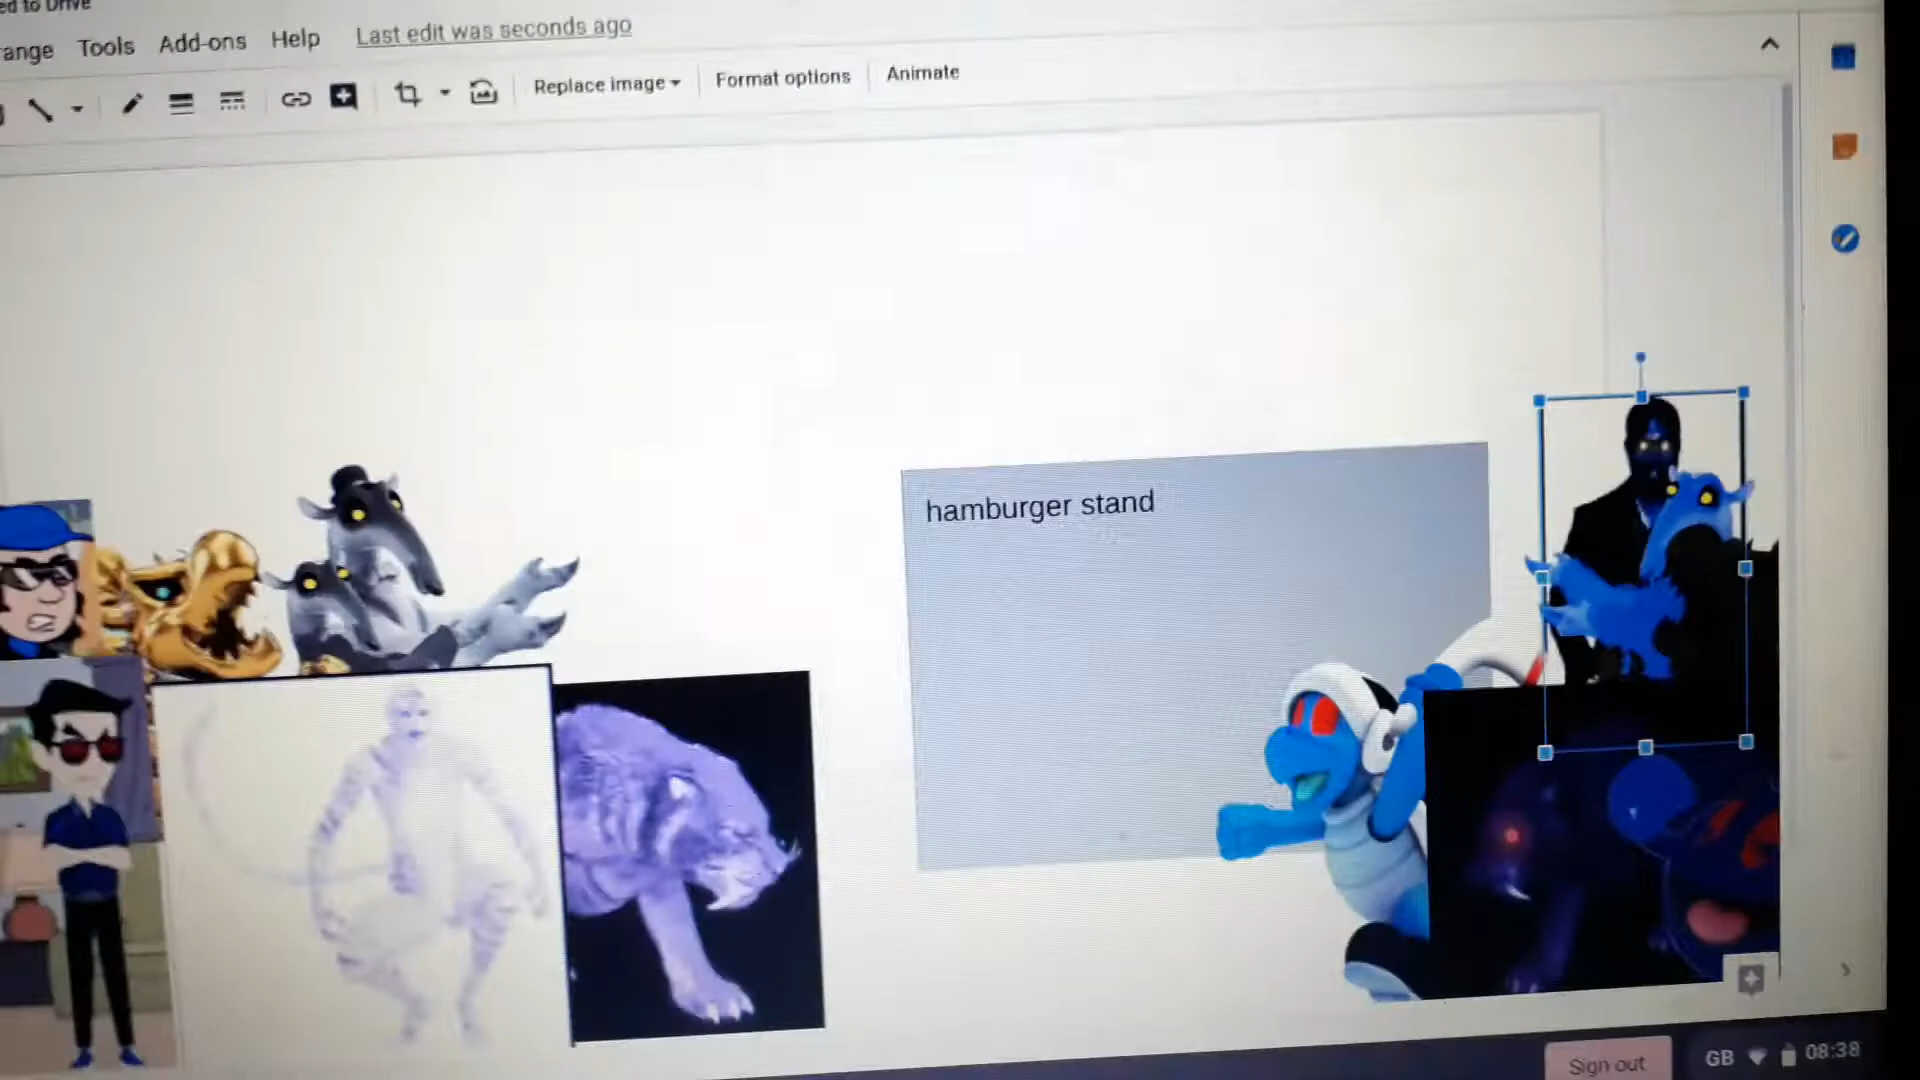 ed to Drive
range Tools Add-ons Help Last edit was seconds ago
Replace image Format options Animate
hamburger stand
Sign out GB 08:38